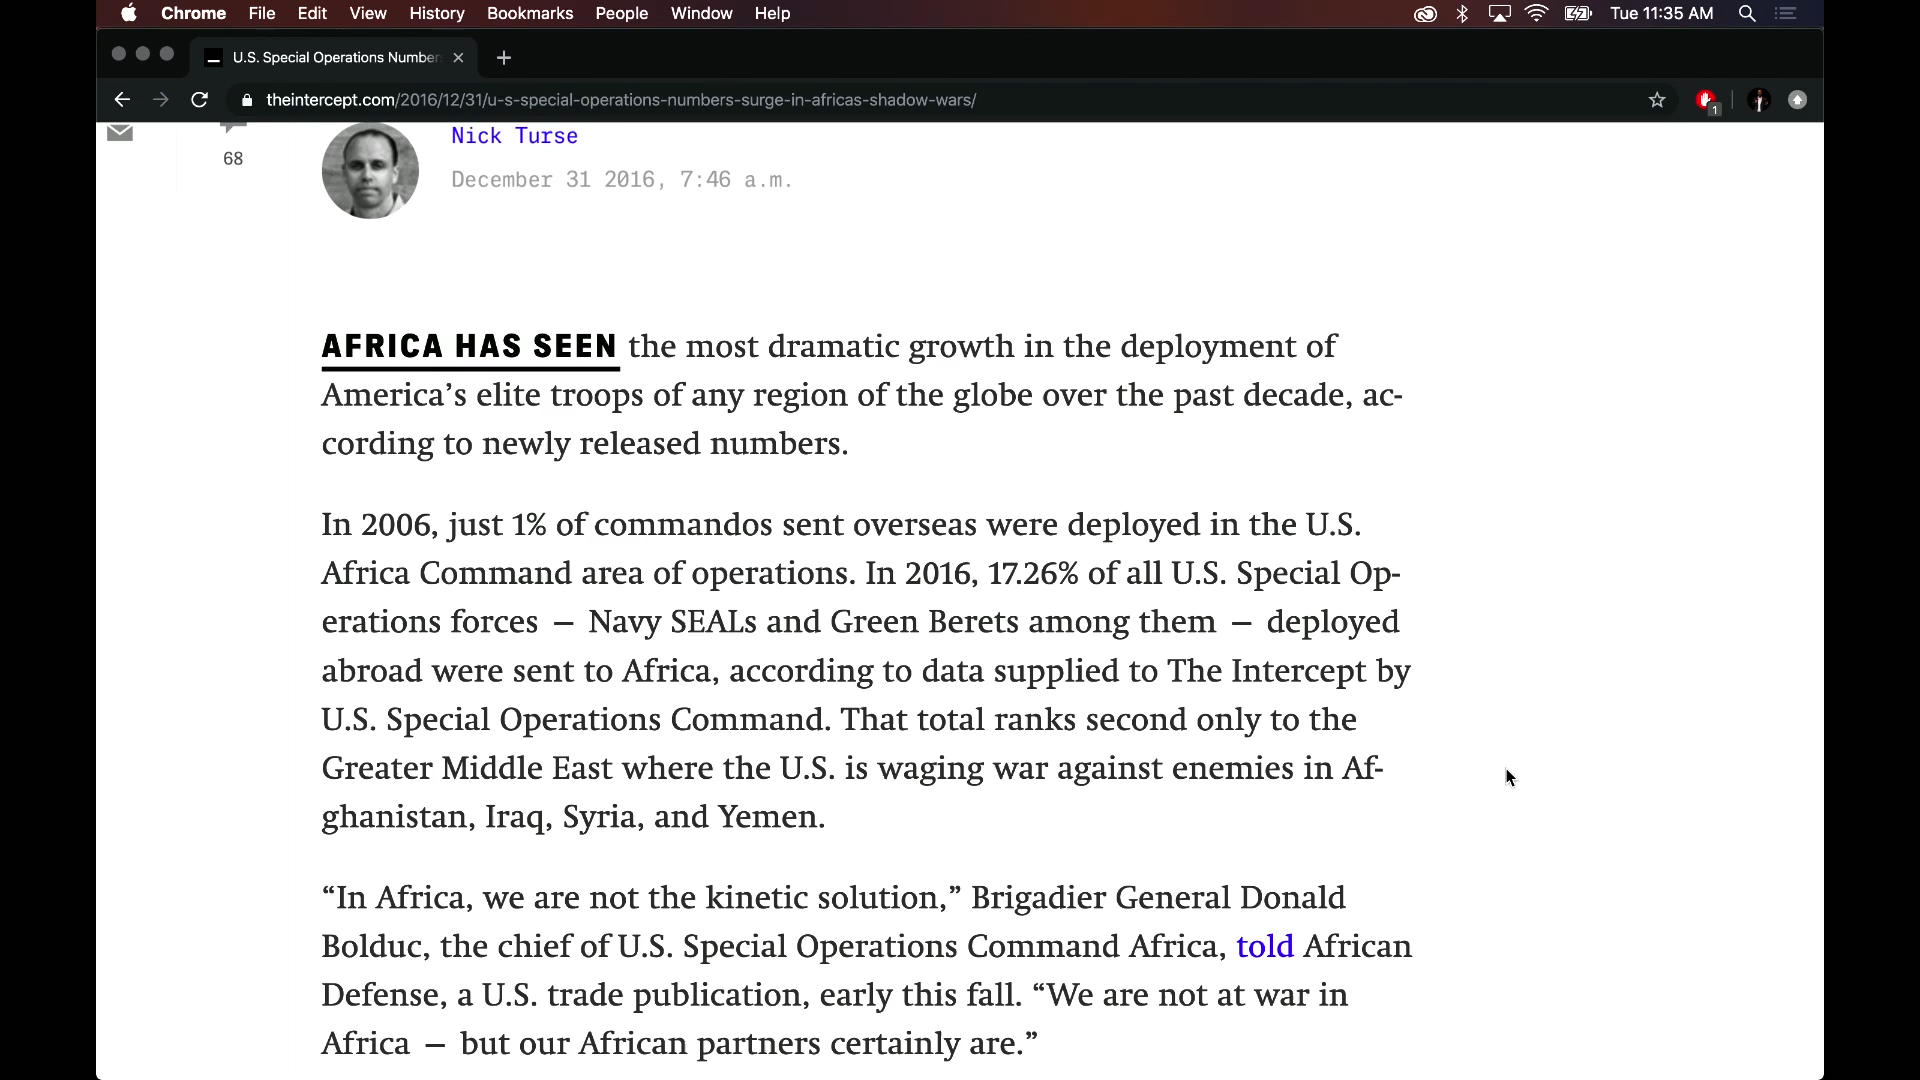 Chrome File Edit View History Bookmarks People Window Help Tue 11:35 AM
U.S. Special Operations Number
theintercept.com/2016/12/31/u-s-special-operations-numbers-surge-in-africas-shadow-wars/
1
68
Nick Turse
December 31 2016, 7:46 a.m.
AFRICA HAS SEEN the most dramatic growth in the deployment of
America’s elite troops of any region of the globe over the past decade, ac-
cording to newly released numbers.
In 2006, just 1% of commandos sent overseas were deployed in the U.S.
Africa Command area of operations. In 2016, 17.26% of all U.S. Special Op-
erations forces — Navy SEALs and Green Berets among them — deployed
abroad were sent to Africa, according to data supplied to The Intercept by
U.S. Special Operations Command. That total ranks second only to the
Greater Middle East where the U.S. is waging war against enemies in Af-
ghanistan, Iraq, Syria, and Yemen.
“In Africa, we are not the kinetic solution,” Brigadier General Donald
Bolduc, the chief of U.S. Special Operations Command Africa, told African
Defense, a U.S. trade publication, early this fall. “We are not at war in
Africa — but our African partners certainly are.”